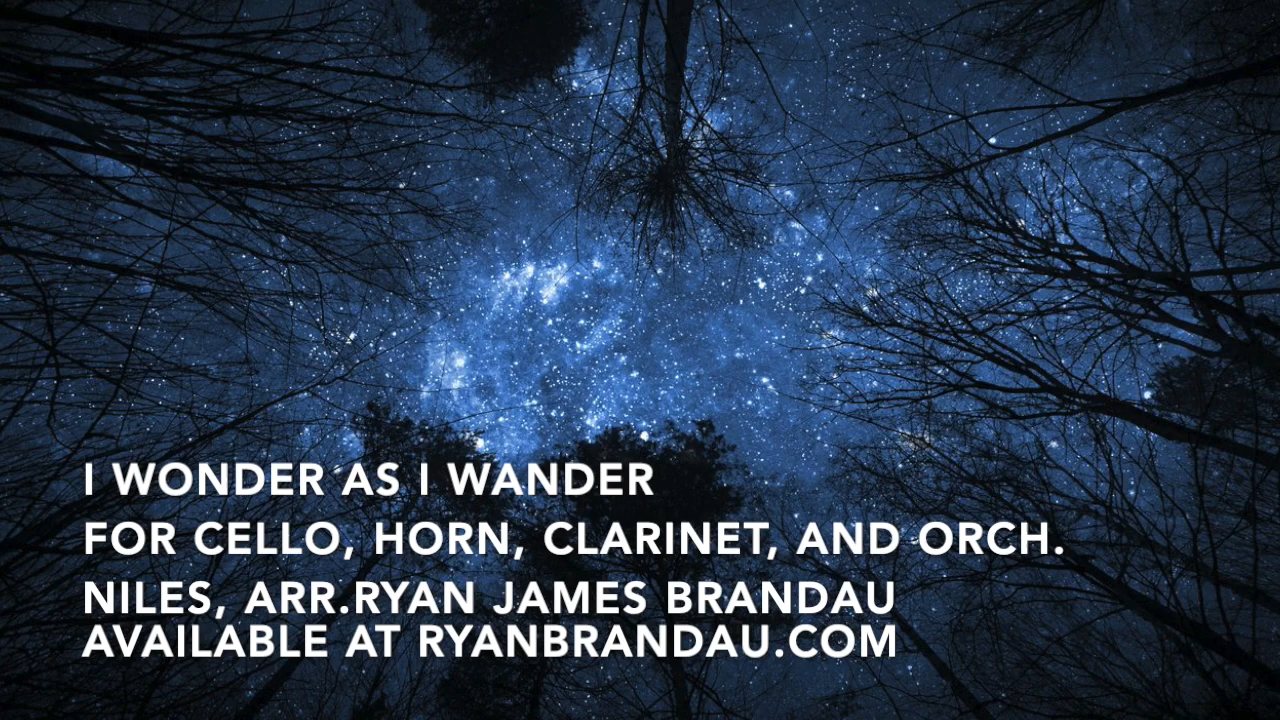 I WONDER AS I WANDER
FOR CELLO, HORN, CLARINET, AND ORCH.
NILES, ARR.RYAN JAMES BRANDAU
AVAILABLE AT RYANBRANDAU.COM